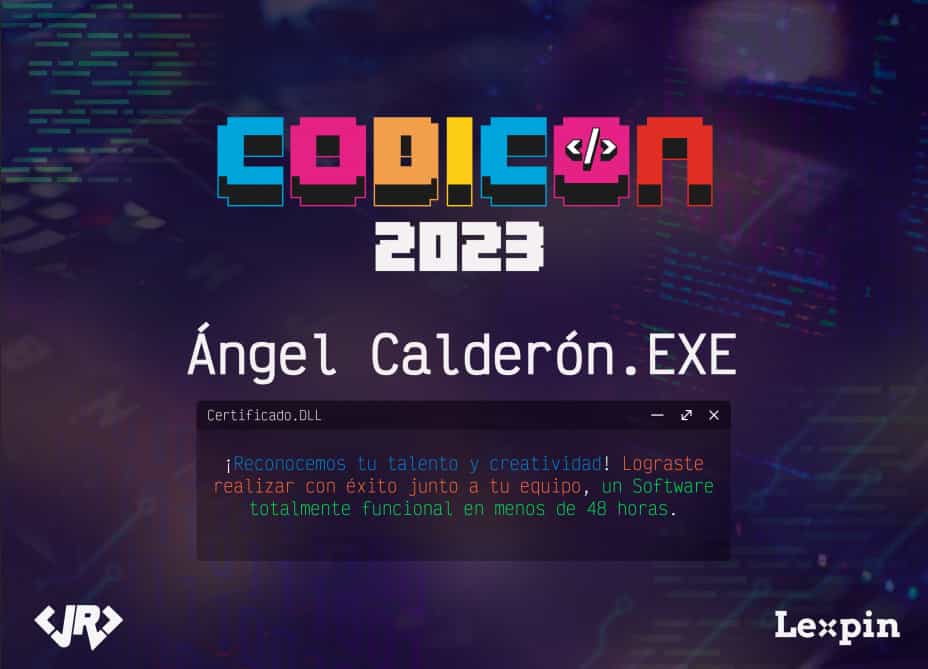 CODICON
2023
Ángel Calderón.EXE
Certificado.DLL
¡Reconocemos tu talento y creatividad! Lograste
realizar con éxito junto a tu equipo, un Software
totalmente funcional en menos de 48 horas.
<JR>
Lexpin